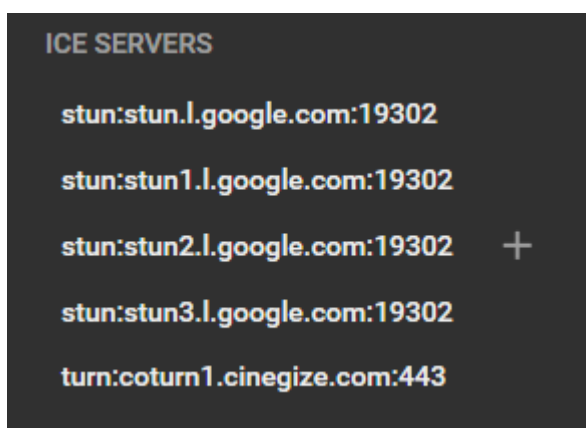 ICE SERVERS
stun:stun.l.google.com:19302
stun:stun1.l.google.com:19302
stun:stun2.l.google.com:19302
stun:stun3.l.google.com:19302
turn:coturn1.cinegize.com:443